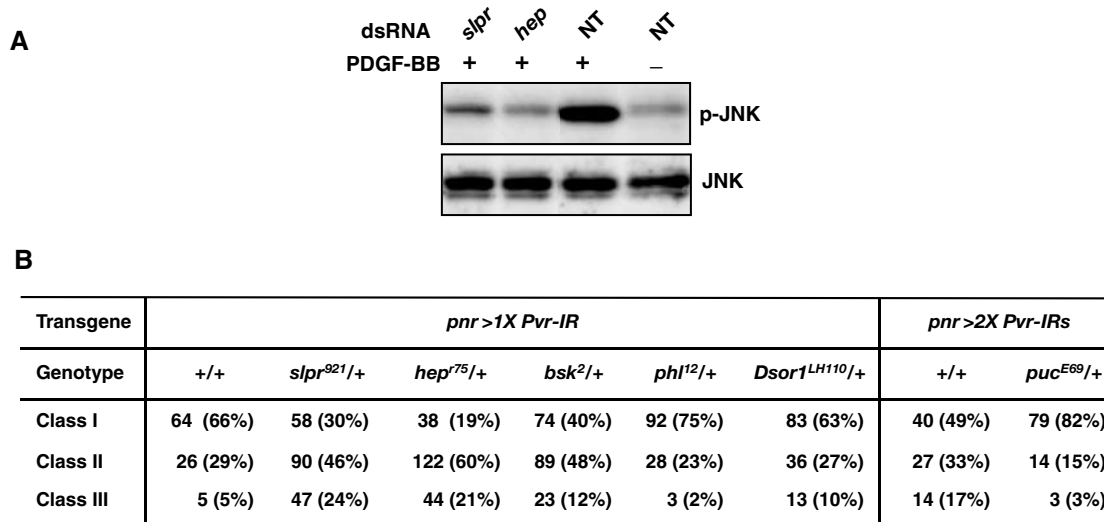 A
dsRNA slpr hep NT NT
PDGF-BB + + + –
p-JNK
JNK
B
Transgene pnr >1X Pvr-IR pnr>2X Pvr-IRs
Genotype +/+ slpr921/+ hepr75/+ bsk2/+ phl12/+ Dsor1LH110/+ +/+ pucE69/+
Class I 64 (66%) 58 (30%) 38 (19%) 74 (40%) 92 (75%) 83 (63%) 40 (49%) 79 (82%)
Class II 26 (29%) 90 (46%) 122 (60%) 89 (48%) 28 (23%) 36 (27%) 27 (33%) 14 (15%)
Class III 5 (5%) 47 (24%) 44 (21%) 23 (12%) 3 (2%) 13 (10%) 14 (17%) 3 (3%)